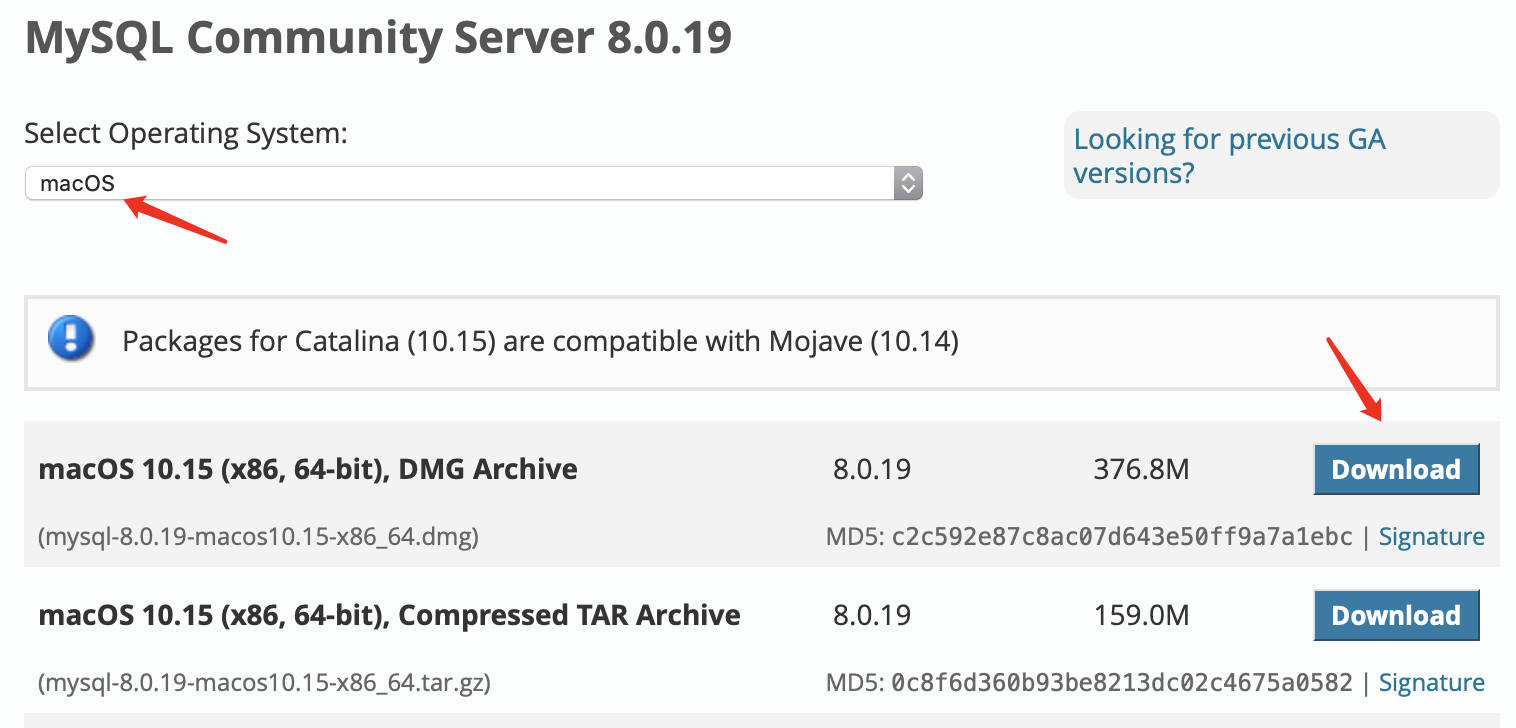 MySQL Community Server 8.0.19
Select Operating System:
macOS
Looking for previous GA
versions?
Packages for Catalina (10.15) are compatible with Mojave (10.14)
macOS 10.15 (x86, 64-bit), DMG Archive 8.0.19 376.8M Download
(mysql-8.0.19-macos10.15-x86_64.dmg) MD5: c2c592e87c8ac07d643e50ff9a7a1ebc | Signature
macOS 10.15 (x86, 64-bit), Compressed TAR Archive 8.0.19 159.0M Download
(mysql-8.0.19-macos10.15-x86_64.tar.gz) MD5: 0c8f6d360b93be8213dc02c4675a0582 | Signature